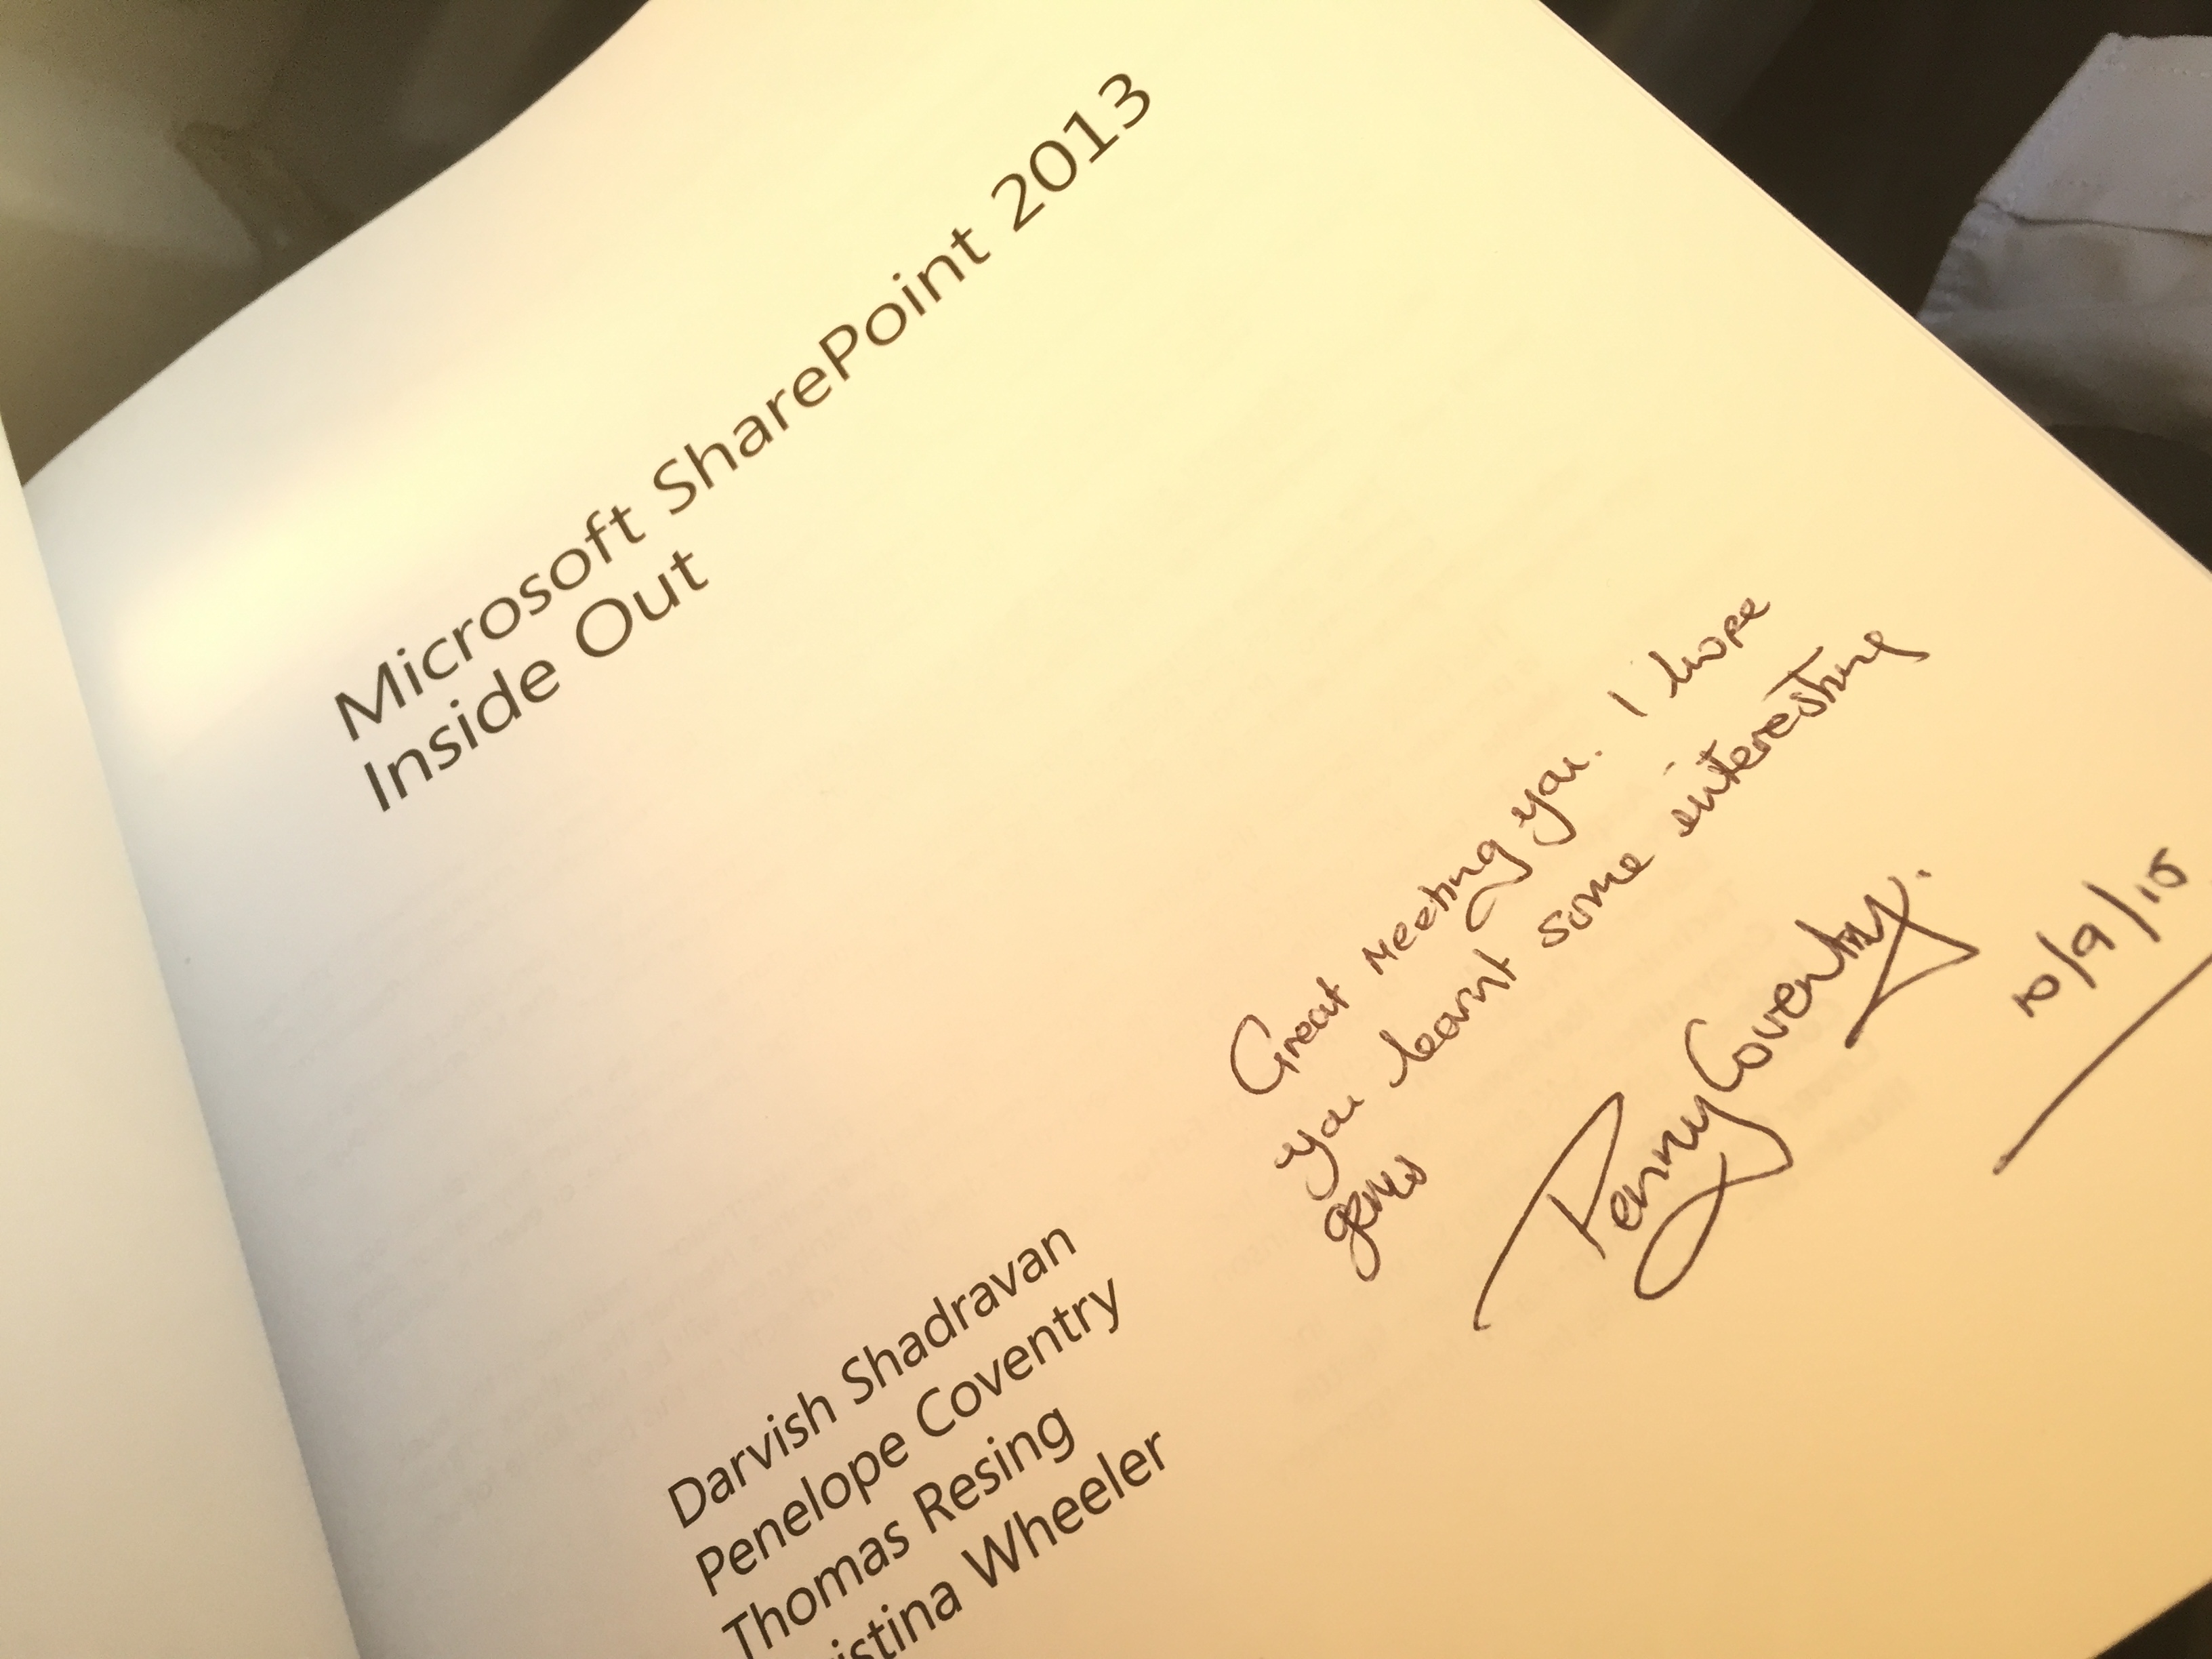 Microsoft SharePoint 2013
Inside Out
Darvish Shadravan
Penelope Coventry
Thomas Resing
istina Wheeler
Great meeting you. I hope
you learnt some interesting
gems
Penny Coventry.
10/9/15